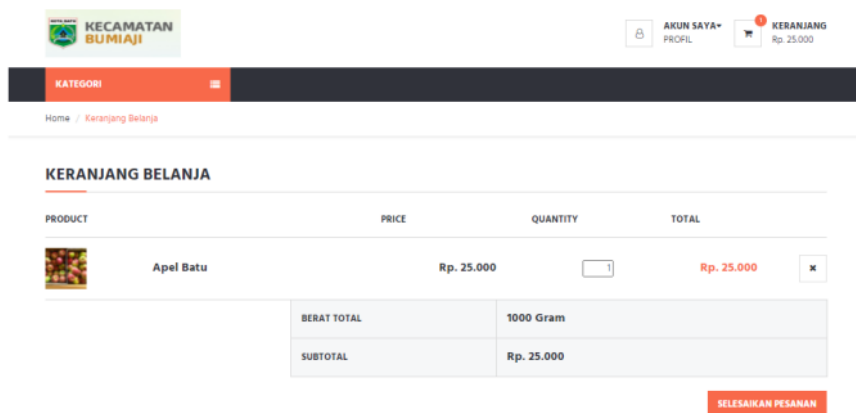 KECAMATAN
BUMIAJI
AKUN SAYA
PROFIL
1
KERANJANG
Rp. 25.000
KATEGORI
Home / Keranjang Belanja
KERANJANG BELANJA
PRODUCT PRICE QUANTITY TOTAL
Apel Batu Rp. 25.000 1 Rp. 25.000
BERAT TOTAL 1000 Gram
SUBTOTAL Rp. 25.000
SELESAIKAN PESANAN